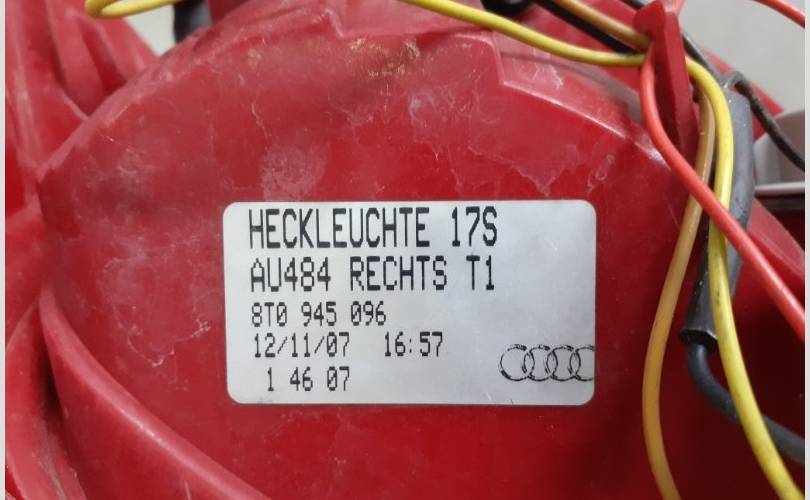 HECKLEUCHTE 17S
AU484 RECHTS T1
8T0 945 096
12/11/07 16:57
1 46 07